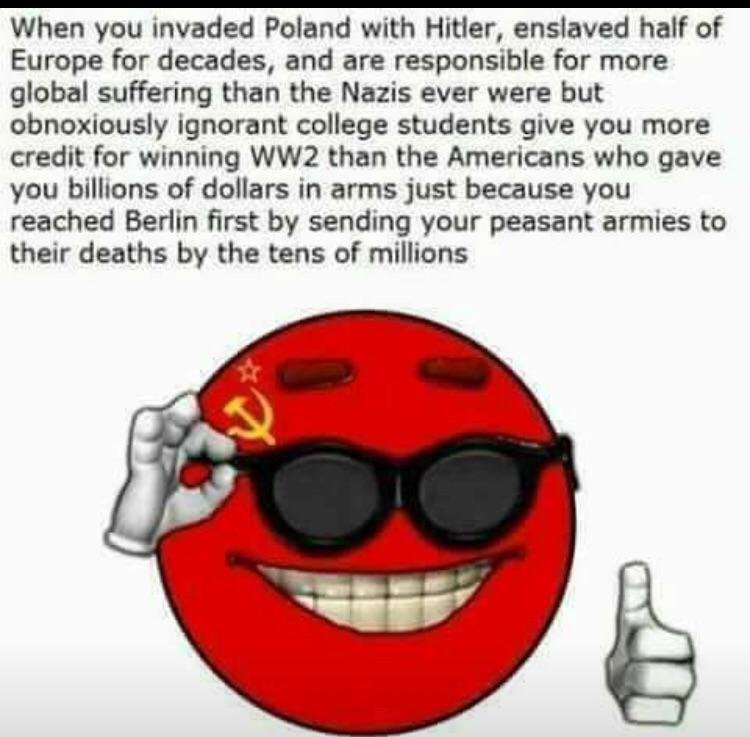 When you invaded Poland with Hitler, enslaved half of
Europe for decades, and are responsible for more
global suffering than the Nazis ever were but
obnoxiously ignorant college students give you more
credit for winning WW2 than the Americans who gave
you billions of dollars in arms just because you
reached Berlin first by sending your peasant armies to
their deaths by the tens of millions